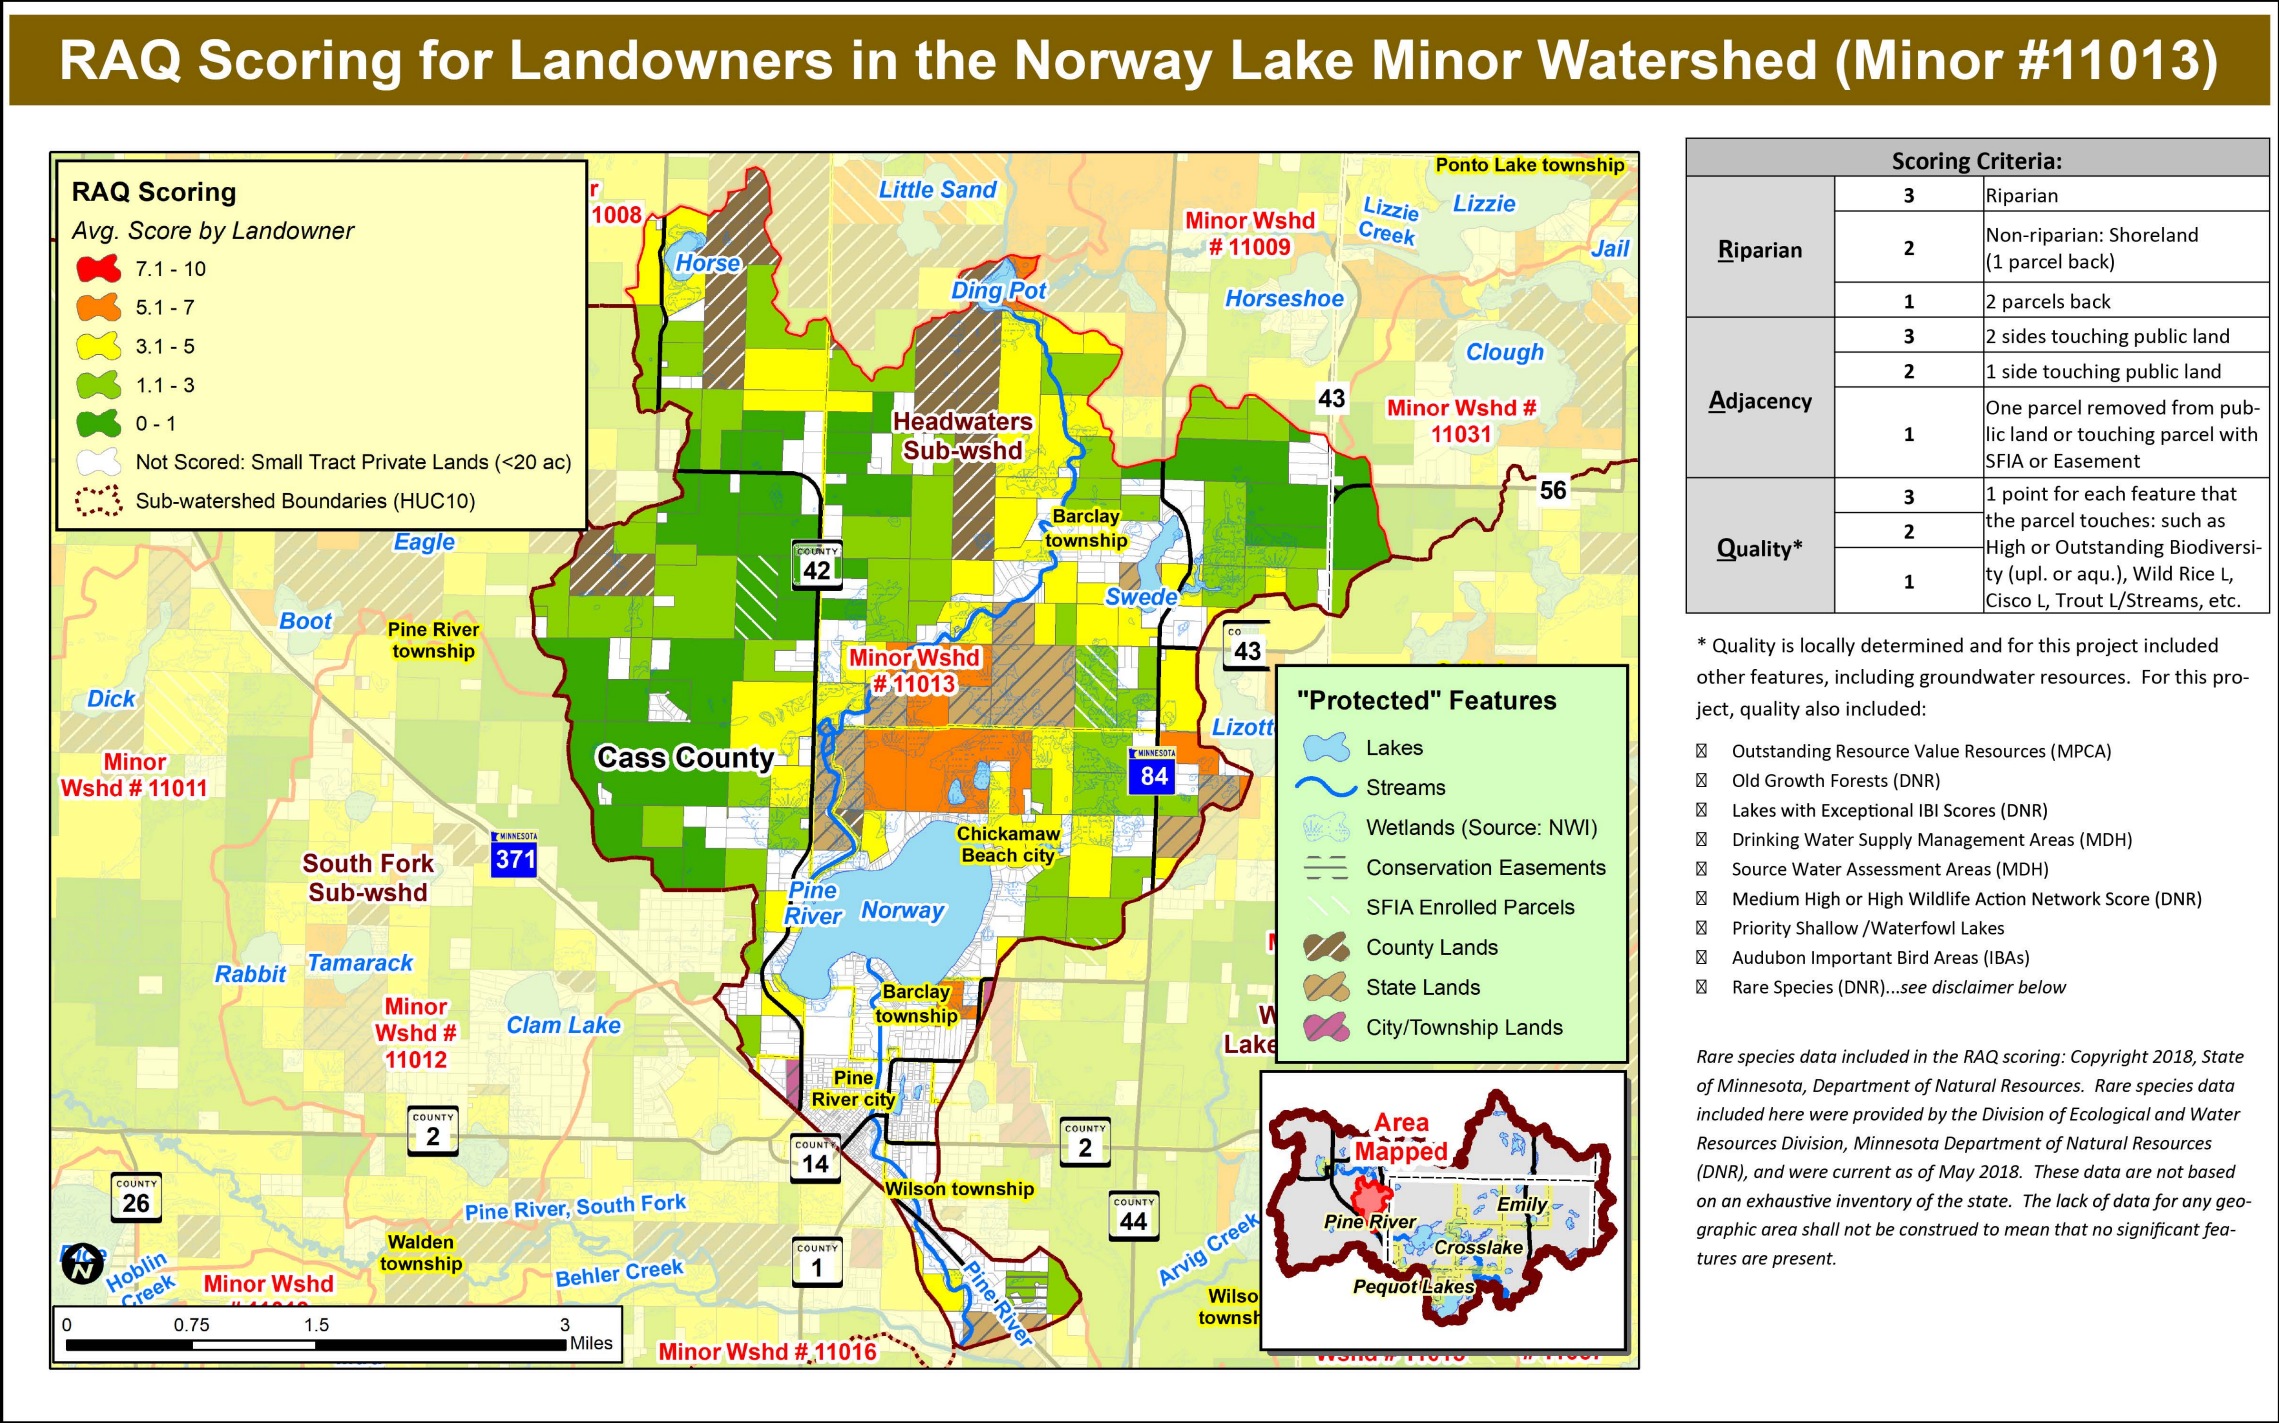 RAQ Scoring for Landowners in the Norway Lake Minor Watershed (Minor #11013)
RAQ Scoring
Avg. Score by Landowner
7.1 - 10
5.1 - 7
3.1 - 5
1.1 - 3
0 - 1
Not Scored: Small Tract Private Lands (<20 ac)
Sub-watershed Boundaries (HUC10)
r
1008
Little Sand
Ponto Lake township
Minor Wshd
# 11009
Lizzie
Creek
Lizzie
Jail
Horse
Ding Pot
Horseshoe
Clough
43
Minor Wshd #
11031
Headwaters
Sub-wshd
56
Eagle
Barclay
township
COUNTY
42
Swede
Boot
Pine River
township
CO
43
Minor Wshd
# 11013
Dick
Lizott
Minor
Wshd # 11011
Cass County
MINNESOTA
84
MINNESOTA
371
Chickamaw
Beach city
South Fork
Sub-wshd
Pine
River
Norway
Rabbit
Tamarack
Barclay
township
Minor
Wshd #
11012
Clam Lake
W
Lake
Pine
River city
COUNTY
2
COUNTY
14
COUNTY
2
COUNTY
26
Wilson township
Pine River, South Fork
COUNTY
44
Walden
township
COUNTY
1
Arvig Creek
Hoblin
Creek
N
Minor Wshd
Behler Creek
Pine River
Wilso
townsh
Minor Wshd # 11016
0
0.75
1.5
3
Miles
"Protected" Features
Lakes
Streams
Wetlands (Source: NWI)
Conservation Easements
SFIA Enrolled Parcels
County Lands
State Lands
City/Township Lands
Area
Mapped
Pine River
Emily
Crosslake
Pequot Lakes
Scoring Criteria:
Riparian
3
Riparian
2
Non-riparian: Shoreland
(1 parcel back)
1
2 parcels back
Adjacency
3
2 sides touching public land
2
1 side touching public land
1
One parcel removed from pub-
lic land or touching parcel with
SFIA or Easement
Quality*
3
2
1
1 point for each feature that
the parcel touches: such as
High or Outstanding Biodiversi-
ty (upl. or aqu.), Wild Rice L,
Cisco L, Trout L/Streams, etc.
* Quality is locally determined and for this project included
other features, including groundwater resources.  For this pro-
ject, quality also included:
Outstanding Resource Value Resources (MPCA)
Old Growth Forests (DNR)
Lakes with Exceptional IBI Scores (DNR)
Drinking Water Supply Management Areas (MDH)
Source Water Assessment Areas (MDH)
Medium High or High Wildlife Action Network Score (DNR)
Priority Shallow /Waterfowl Lakes
Audubon Important Bird Areas (IBAs)
Rare Species (DNR)...see disclaimer below
Rare species data included in the RAQ scoring: Copyright 2018, State
of Minnesota, Department of Natural Resources.  Rare species data
included here were provided by the Division of Ecological and Water
Resources Division, Minnesota Department of Natural Resources
(DNR), and were current as of May 2018.  These data are not based
on an exhaustive inventory of the state.  The lack of data for any geo-
graphic area shall not be construed to mean that no significant fea-
tures are present.